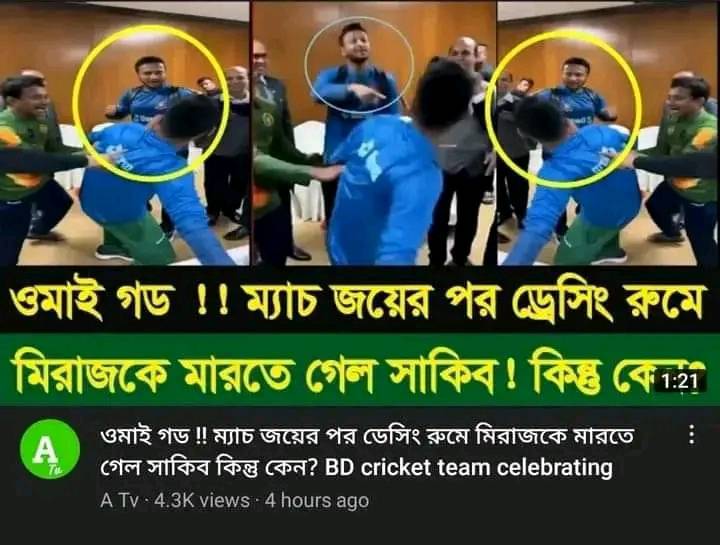 ওমাই গড !! ম্যাচ জয়ের পর ড্রেসিং রুমে
মিরাজকে মারতে গেল সাকিব! কিন্তু কেন?
1:21
A
Tv
ওমাই গড !! ম্যাচ জয়ের পর ডেসিং রুমে মিরাজকে মারতে
গেল সাকিব কিন্তু কেন? BD cricket team celebrating
A Tv · 4.3K views · 4 hours ago